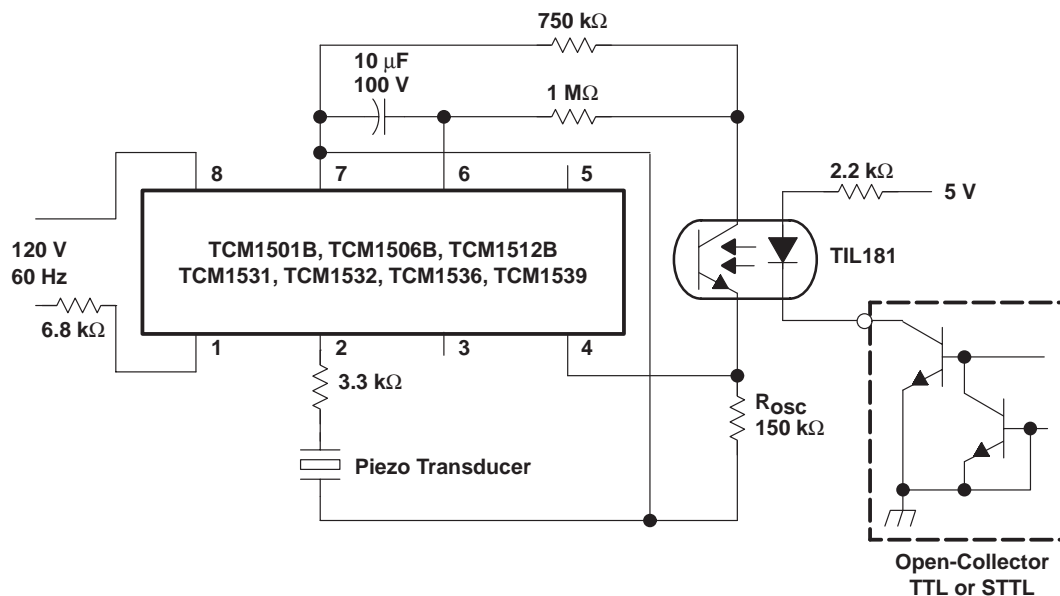 750 kΩ
10 μF
100 V
1 MΩ
8
7
6
5
2.2 kΩ
5 V
120 V
60 Hz
TCM1501B, TCM1506B, TCM1512B
TCM1531, TCM1532, TCM1536, TCM1539
TIL181
6.8 kΩ
1
2
3
4
3.3 kΩ
Rosc
150 kΩ
Piezo Transducer
Open-Collector
TTL or STTL